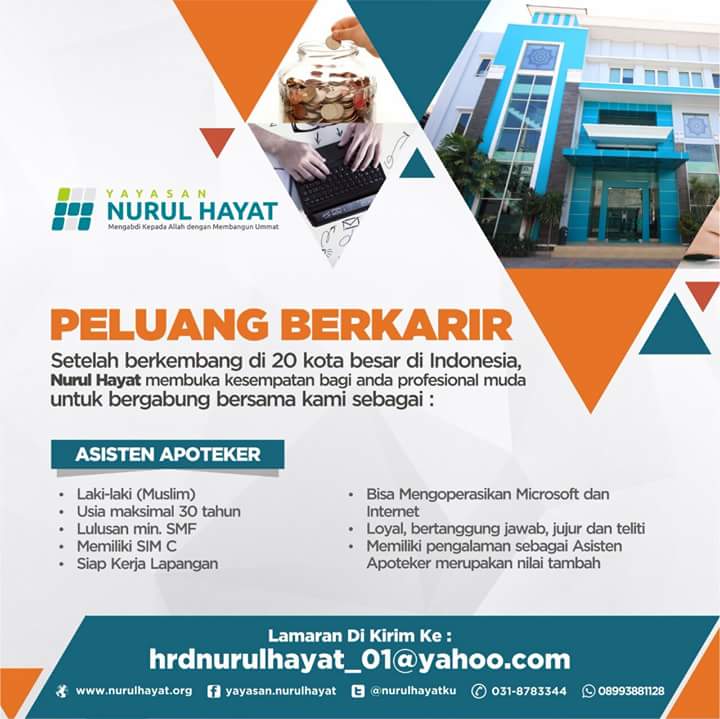 YAYASAN
NURUL HAYAT
Mengabdi Kepada Allah dengan Membangun Ummat
PELUANG BERKARIR
Setelah berkembang di 20 kota besar di Indonesia,
Nurul Hayat membuka kesempatan bagi anda profesional muda
untuk bergabung bersama kami sebagai :
ASISTEN APOTEKER
• Laki-laki (Muslim)
• Usia maksimal 30 tahun
• Lulusan min. SMF
• Memiliki SIM C
• Siap Kerja Lapangan
• Bisa Mengoperasikan Microsoft dan
Internet
• Loyal, bertanggung jawab, jujur dan teliti
• Memiliki pengalaman sebagai Asisten
Apoteker merupakan nilai tambah
Lamaran Di Kirim Ke :
hrdnurulhayat_01@yahoo.com
www.nurulhayat.org yayasan.nurulhayat @nurulhayatku 031-8783344 08993881128